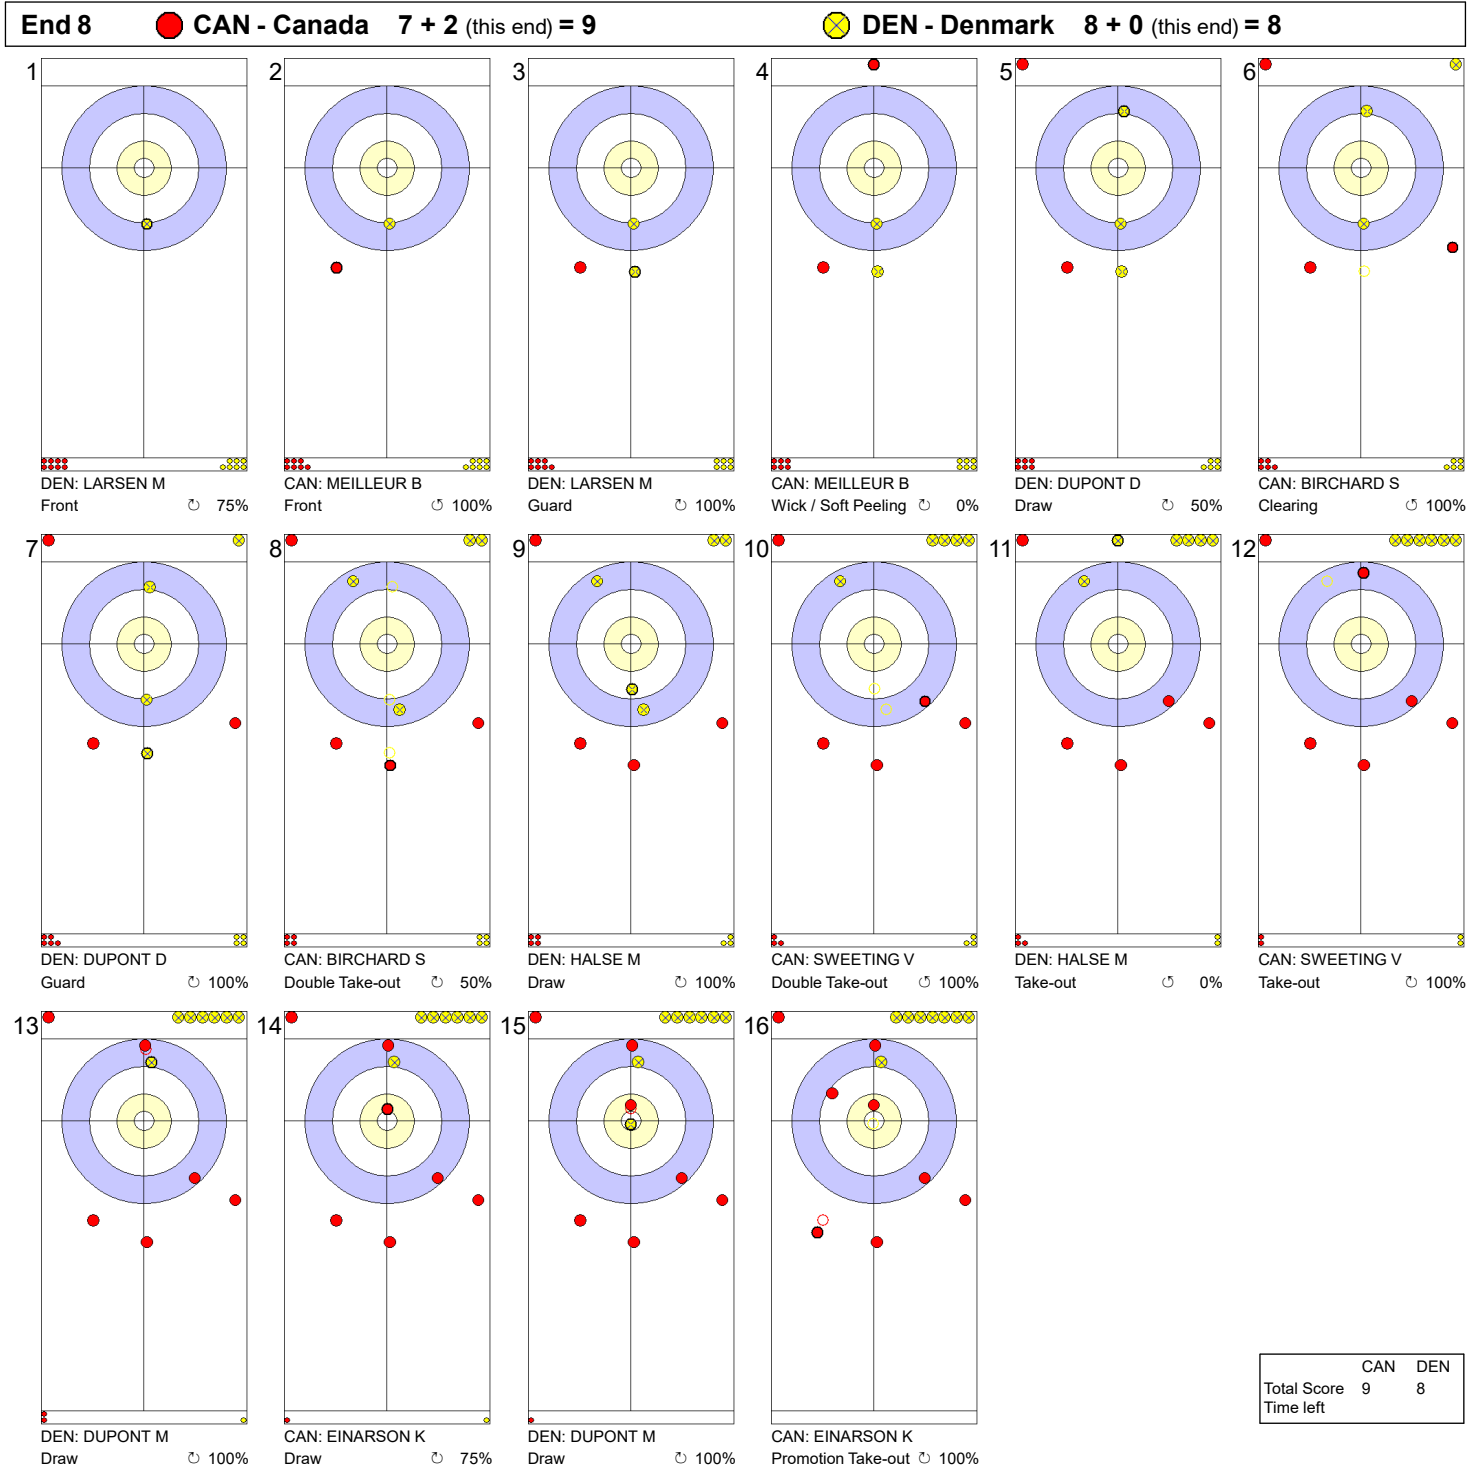 End 8 CAN - Canada 7 + 2 (this end) = 9 DEN - Denmark 8 + 0 (this end) = 8
1 2 3 4 5 6
DEN: LARSEN M CAN: MEILLEUR B DEN: LARSEN M CAN: MEILLEUR B DEN: DUPONT D CAN: BIRCHARD S
Front ↻ 75% Front ↺ 100% Guard ↻ 100% Wick / Soft Peeling ↻ 0% Draw ↻ 50% Clearing ↻ 100%
7 8 9 10 11 12
DEN: DUPONT D CAN: BIRCHARD S DEN: HALSE M CAN: SWEETING V DEN: HALSE M CAN: SWEETING V
Guard ↻ 100% Double Take-out ↻ 50% Draw ↻ 100% Double Take-out ↺ 100% Take-out ↺ 0% Take-out ↻ 100%
13 14 15 16
DEN: DUPONT M CAN: EINARSON K DEN: DUPONT M CAN: EINARSON K
Draw ↻ 100% Draw ↻ 75% Draw ↻ 100% Promotion Take-out ↻ 100%
CAN DEN
Total Score 9 8
Time left